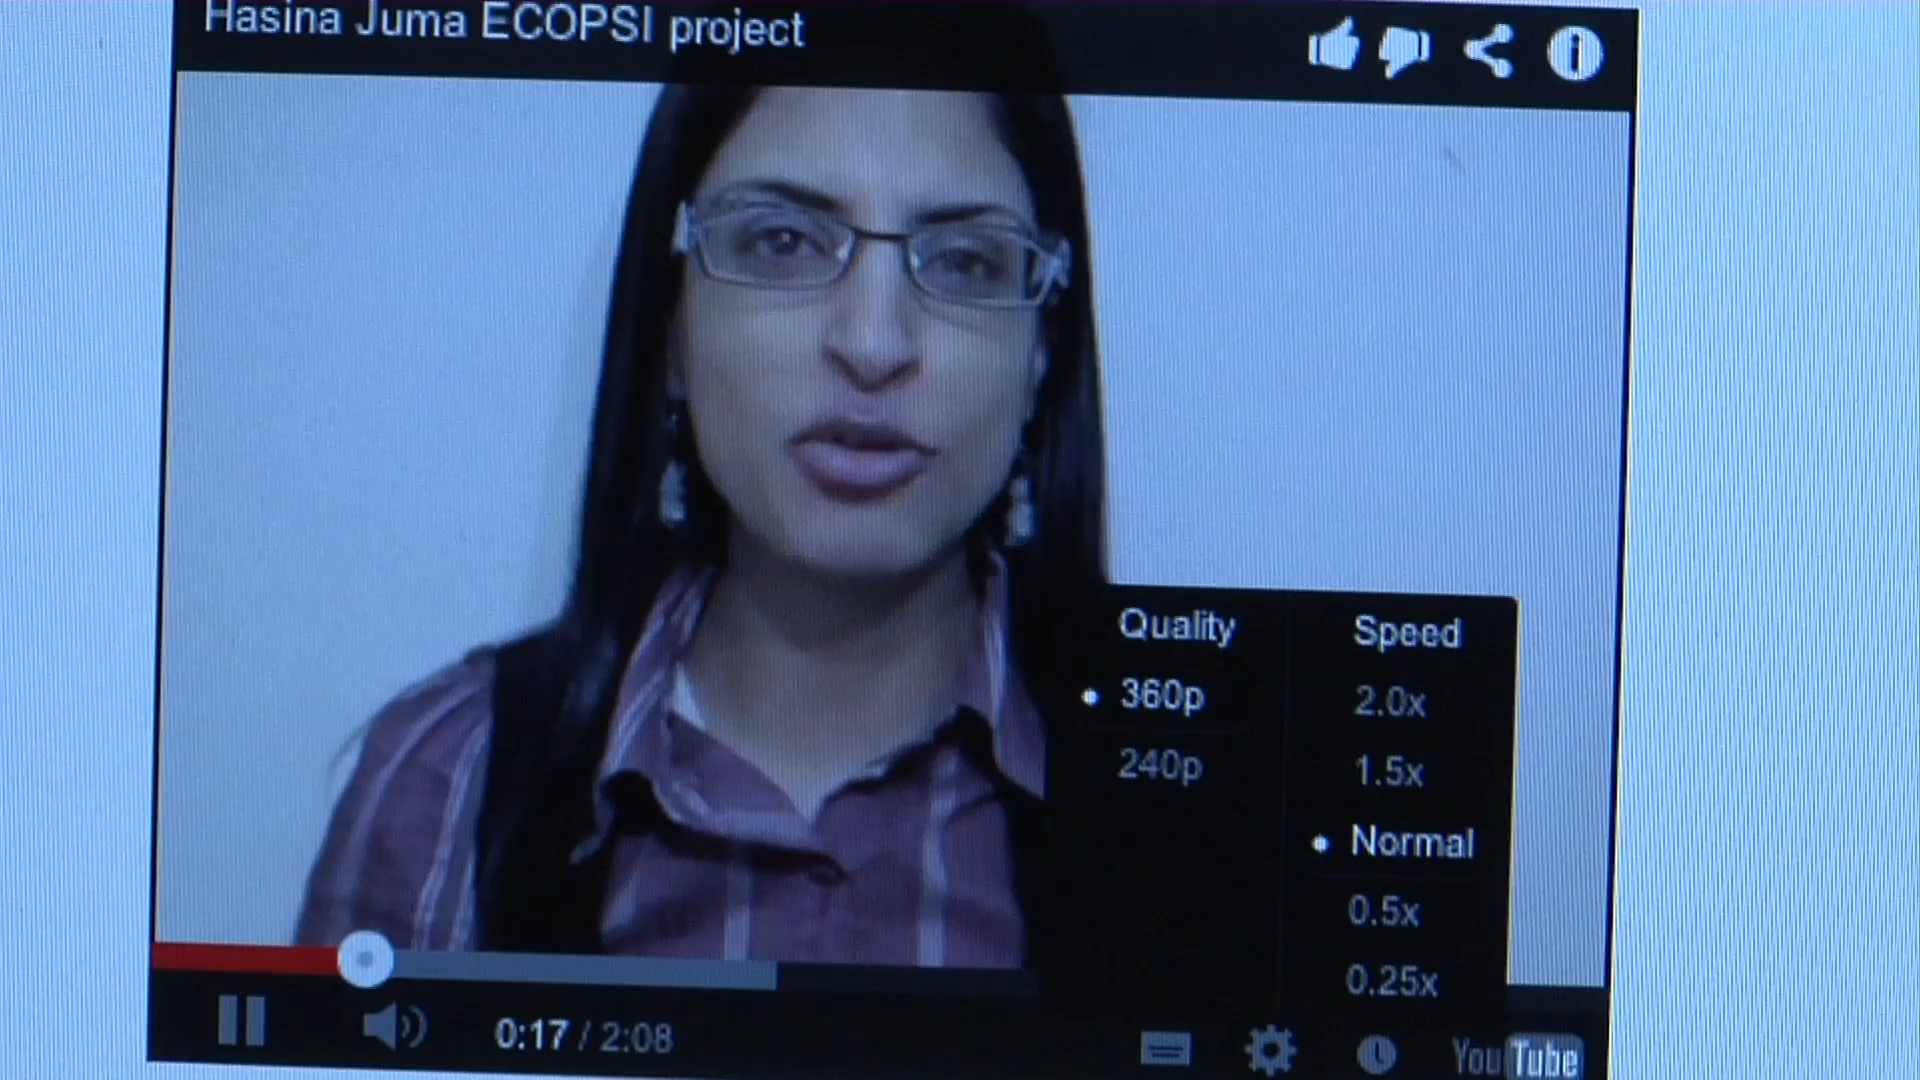 Hasina Juma ECOPSI project
Quality
360p
240p
Speed
2.0x
1.5x
Normal
0.5x
0.25x
0:17 / 2:08
YouTube